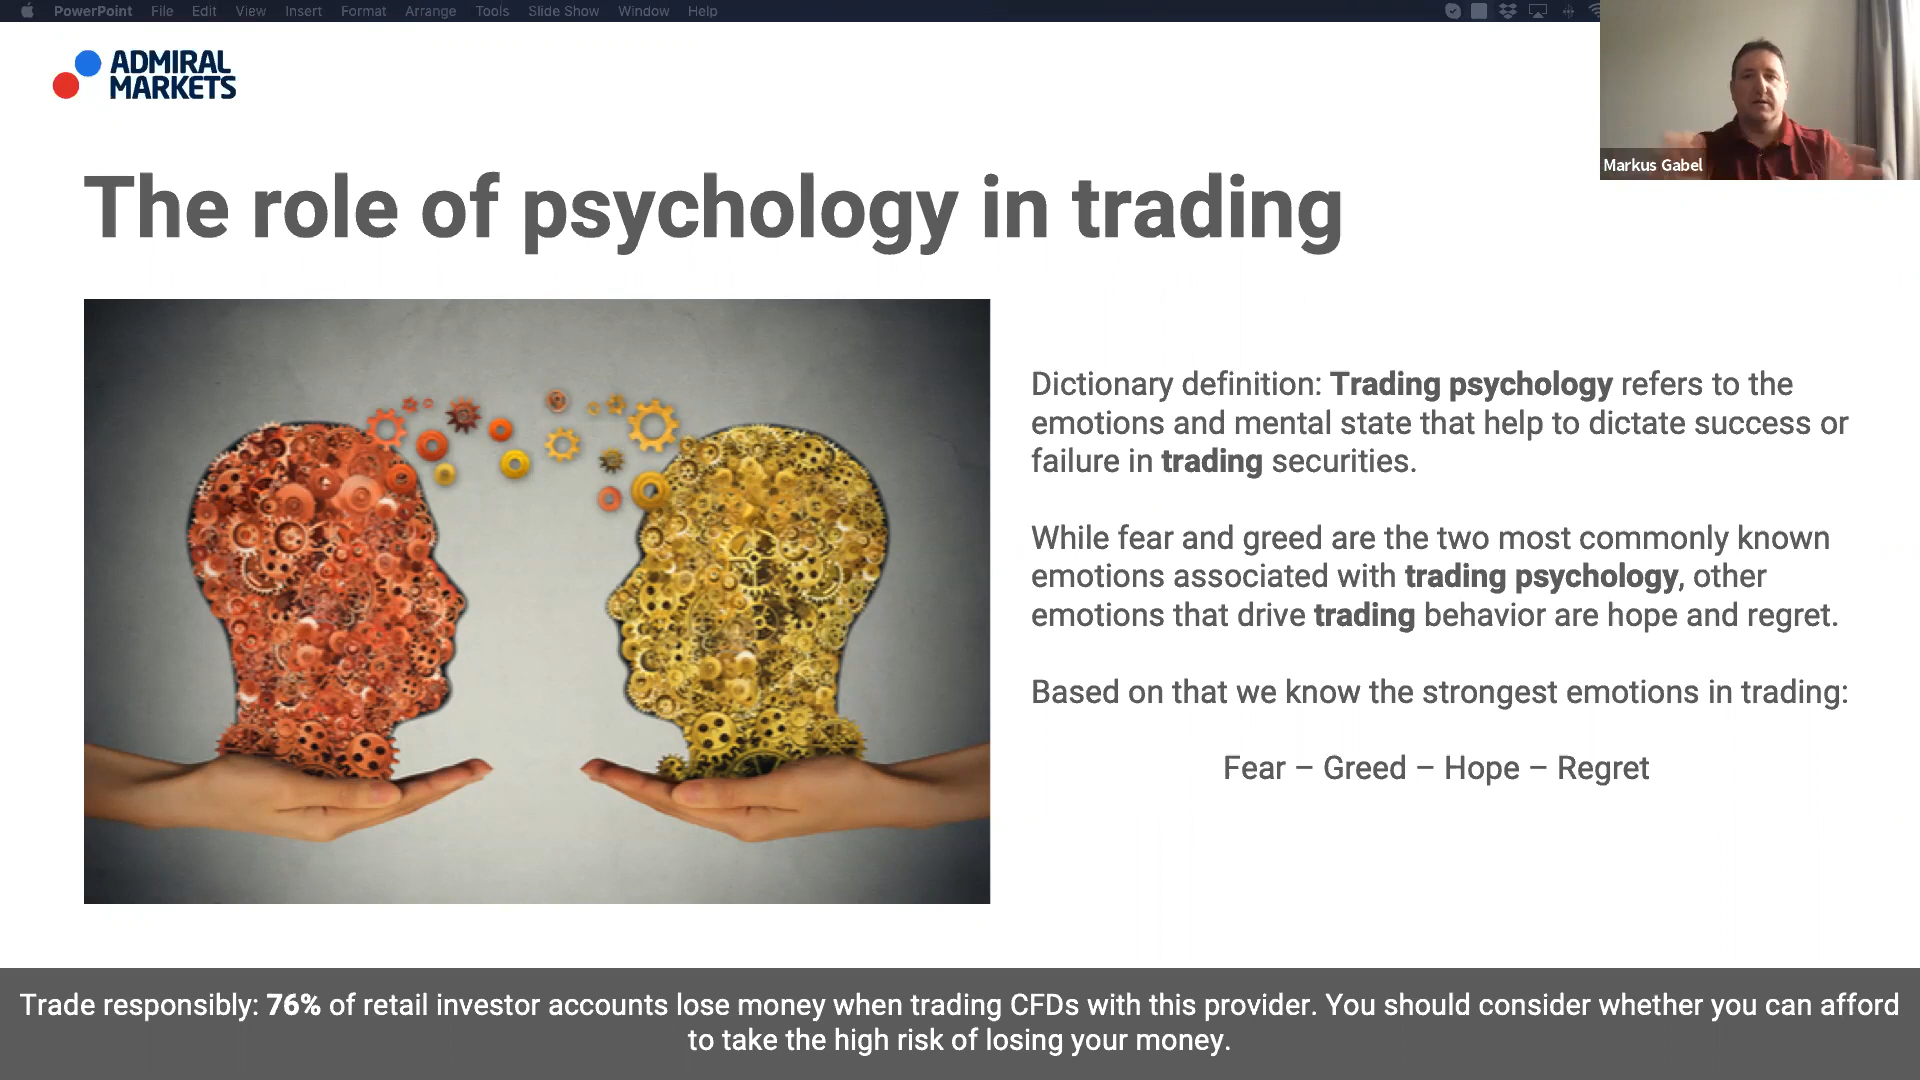 PowerPoint File Edit View Insert Format Arrange Tools Slide Show Window Help
ADMIRAL
MARKETS
Markus Gabel
The role of psychology in trading
Dictionary definition: Trading psychology refers to the
emotions and mental state that help to dictate success or
failure in trading securities.
While fear and greed are the two most commonly known
emotions associated with trading psychology, other
emotions that drive trading behavior are hope and regret.
Based on that we know the strongest emotions in trading:
Fear – Greed – Hope – Regret
Trade responsibly: 76% of retail investor accounts lose money when trading CFDs with this provider. You should consider whether you can afford
to take the high risk of losing your money.